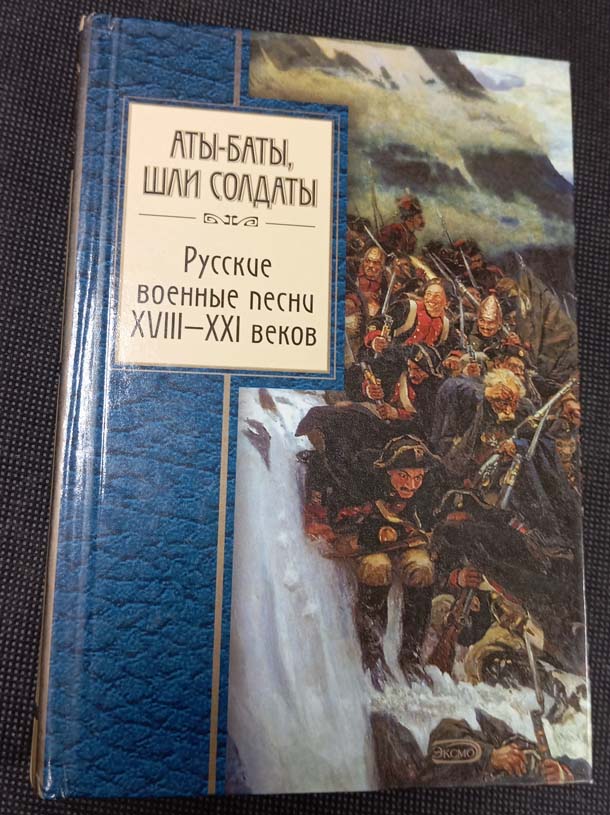 АТЫ-БАТЫ,
ШЛИ СОЛДАТЫ
Русские
военные песни
XVIII–XXI веков
ЭКСМО